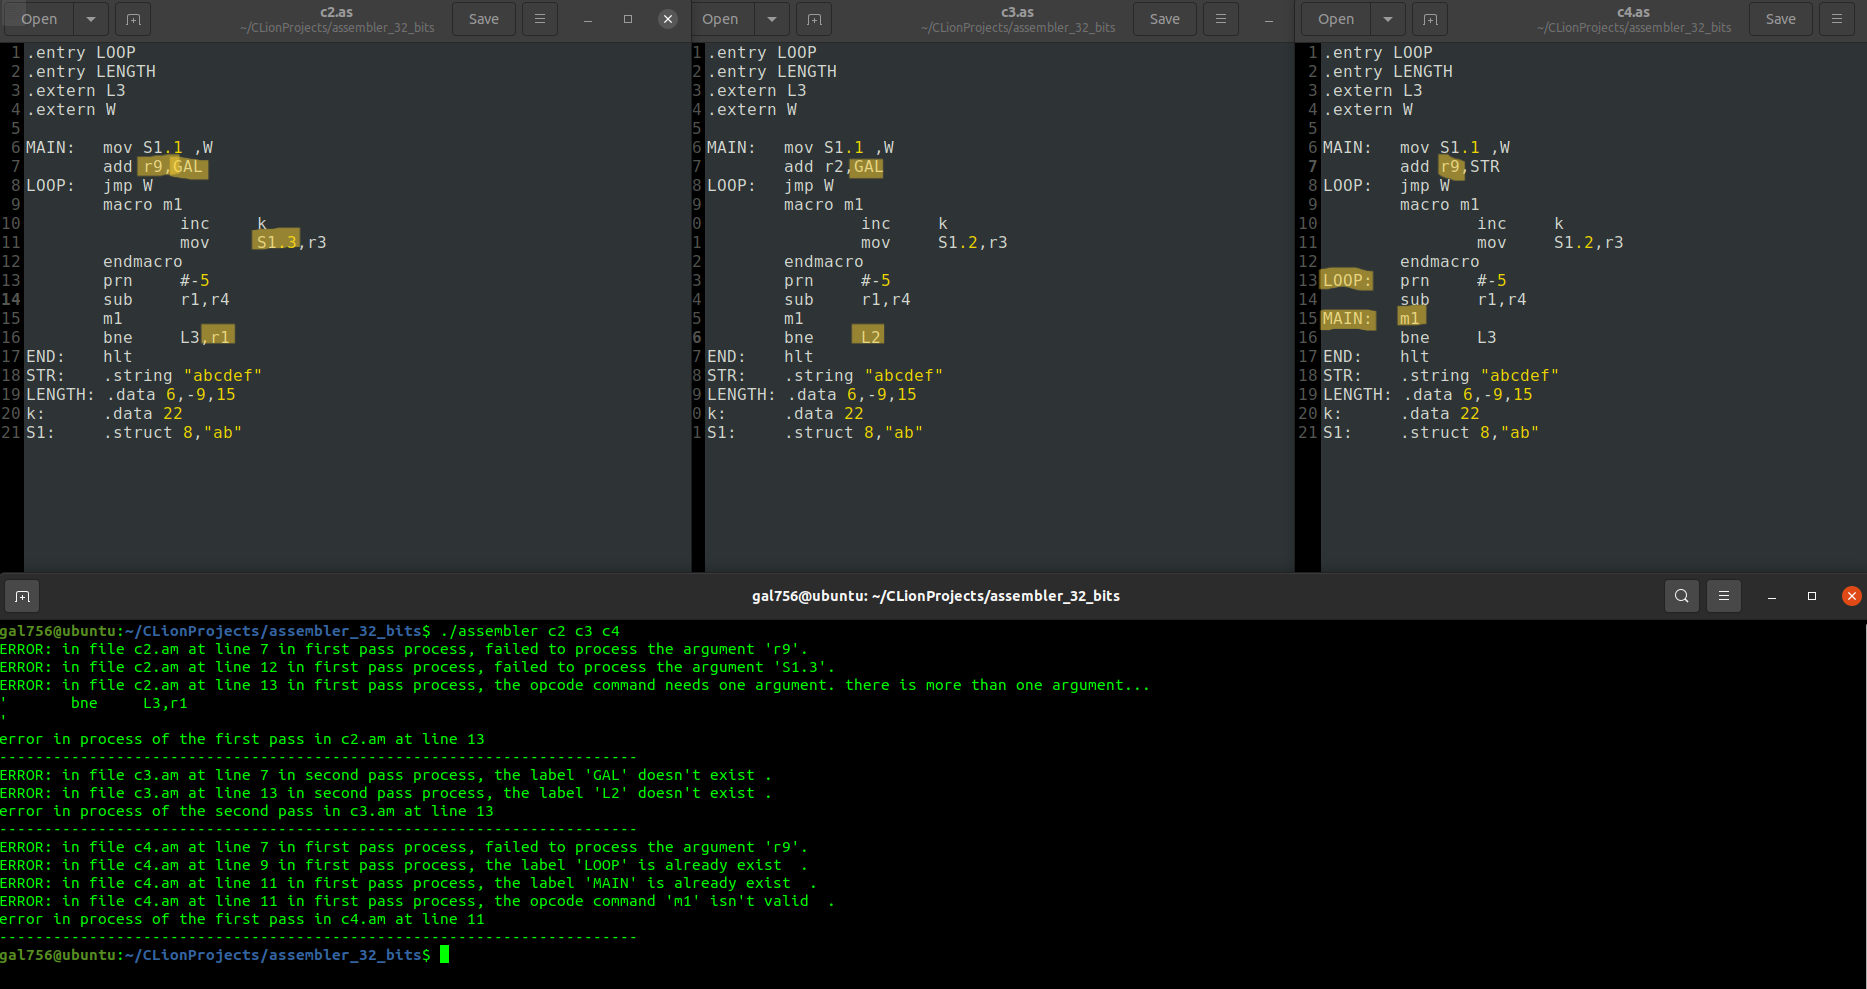 Open
c2.as
~/CLionProjects/assembler_32_bits
Save
1 .entry LOOP
2 .entry LENGTH
3 .extern L3
4 .extern W
5
6 MAIN: mov S1.1 ,W
7 add r9,GAL
8 LOOP: jmp W
9 macro m1
10 inc k
11 mov S1.3,r3
12 endmacro
13 prn #-5
14 sub r1,r4
15 m1
16 bne L3,r1
17 END: hlt
18 STR: .string "abcdef"
19 LENGTH: .data 6,-9,15
20 k: .data 22
21 S1: .struct 8,"ab"
Open
c3.as
~/CLionProjects/assembler_32_bits
Save
1 .entry LOOP
2 .entry LENGTH
3 .extern L3
4 .extern W
5
6 MAIN: mov S1.1 ,W
7 add r2,GAL
8 LOOP: jmp W
9 macro m1
0 inc k
1 mov S1.2,r3
2 endmacro
3 prn #-5
4 sub r1,r4
5 m1
6 bne L2
7 END: hlt
8 STR: .string "abcdef"
9 LENGTH: .data 6,-9,15
0 k: .data 22
1 S1: .struct 8,"ab"
Open
c4.as
~/CLionProjects/assembler_32_bits
Save
1 .entry LOOP
2 .entry LENGTH
3 .extern L3
4 .extern W
5
6 MAIN: mov S1.1 ,W
7 add r9,STR
8 LOOP: jmp W
9 macro m1
10 inc k
11 mov S1.2,r3
12 endmacro
13 LOOP: prn #-5
14 sub r1,r4
15 MAIN: m1
16 bne L3
17 END: hlt
18 STR: .string "abcdef"
19 LENGTH: .data 6,-9,15
20 k: .data 22
21 S1: .struct 8,"ab"
gal756@ubuntu: ~/CLionProjects/assembler_32_bits
gal756@ubuntu:~/CLionProjects/assembler_32_bits$ ./assembler c2 c3 c4
ERROR: in file c2.am at line 7 in first pass process, failed to process the argument 'r9'.
ERROR: in file c2.am at line 12 in first pass process, failed to process the argument 'S1.3'.
ERROR: in file c2.am at line 13 in first pass process, the opcode command needs one argument. there is more than one argument...
' bne L3,r1
'
error in process of the first pass in c2.am at line 13
-----------------------------------------------------------------------
ERROR: in file c3.am at line 7 in second pass process, the label 'GAL' doesn't exist .
ERROR: in file c3.am at line 13 in second pass process, the label 'L2' doesn't exist .
error in process of the second pass in c3.am at line 13
-----------------------------------------------------------------------
ERROR: in file c4.am at line 7 in first pass process, failed to process the argument 'r9'.
ERROR: in file c4.am at line 9 in first pass process, the label 'LOOP' is already exist .
ERROR: in file c4.am at line 11 in first pass process, the label 'MAIN' is already exist .
ERROR: in file c4.am at line 11 in first pass process, the opcode command 'm1' isn't valid .
error in process of the first pass in c4.am at line 11
-----------------------------------------------------------------------
gal756@ubuntu:~/CLionProjects/assembler_32_bits$